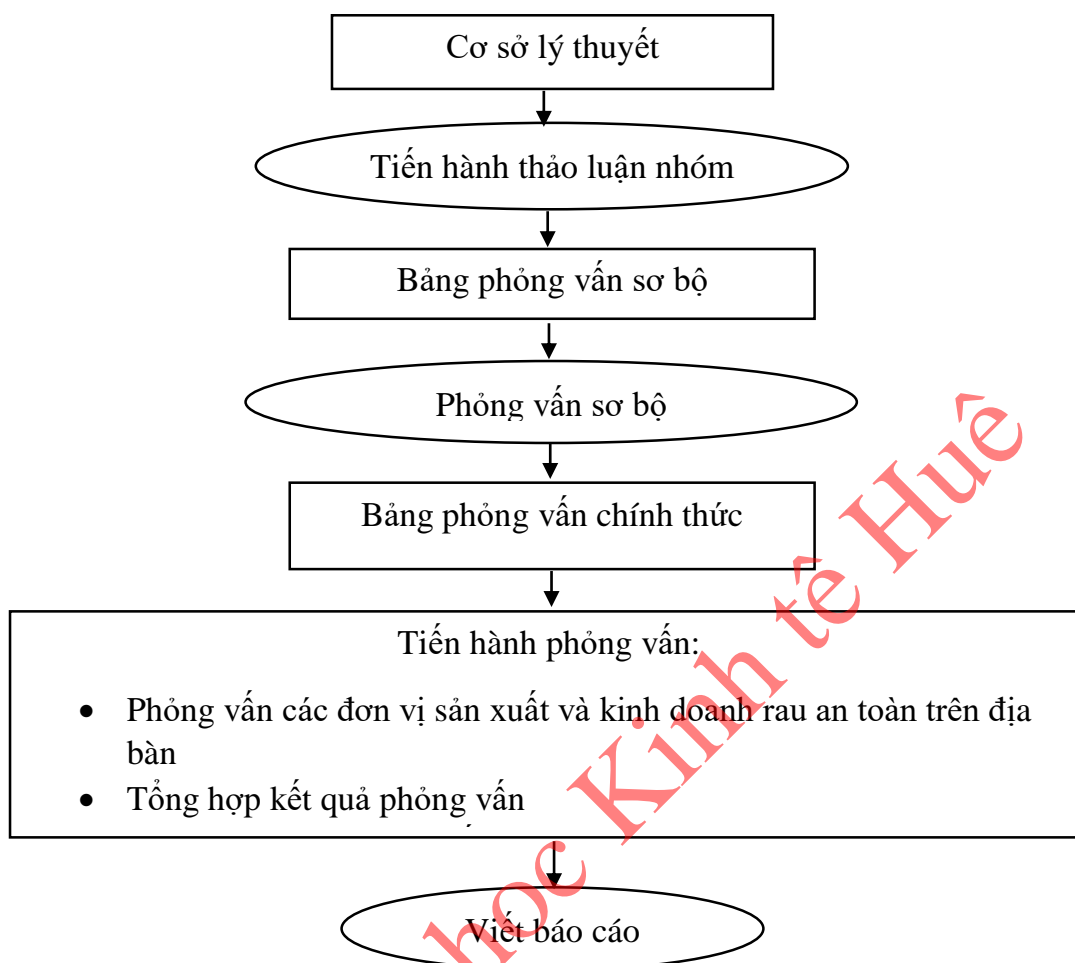 Cơ sở lý thuyết
Tiến hành thảo luận nhóm
Bảng phỏng vấn sơ bộ
Phỏng vấn sơ bộ
Bảng phỏng vấn chính thức
Tiến hành phỏng vấn:
• Phỏng vấn các đơn vị sản xuất và kinh doanh rau an toàn trên địa
bàn
• Tổng hợp kết quả phỏng vấn
Viết báo cáo
học Kinh tế Huê